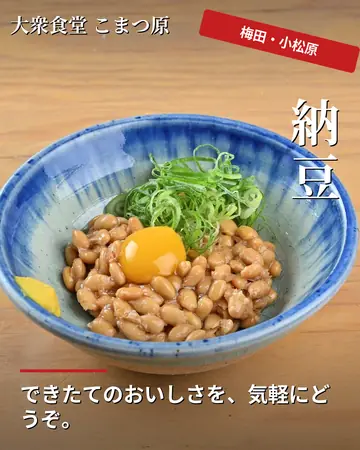 大衆食堂 こまつ原
梅田・小松原
納豆
できたてのおいしさを、気軽にど
うぞ。